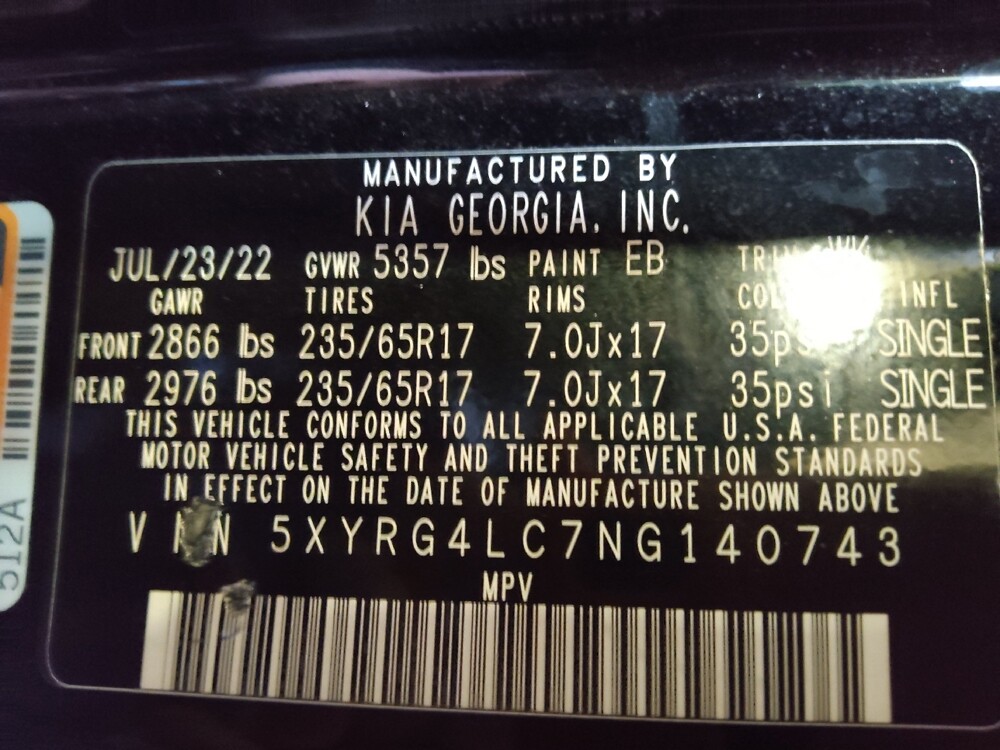 MANUFACTURED BY
KIA GEORGIA, INC.
JUL/23/22 GVWR 5357 lbs PAINT EB
GAWR TIRES RIMS INFL
FRONT 2866 lbs 235/65R17 7.0Jx17 35psi SINGLE
REAR 2976 lbs 235/65R17 7.0Jx17 35psi SINGLE
THIS VEHICLE CONFORMS TO ALL APPLICABLE U.S.A. FEDERAL
MOTOR VEHICLE SAFETY AND THEFT PREVENTION STANDARDS
IN EFFECT ON THE DATE OF MANUFACTURE SHOWN ABOVE
VIN 5XYRG4LC7NG140743
MPV
512A